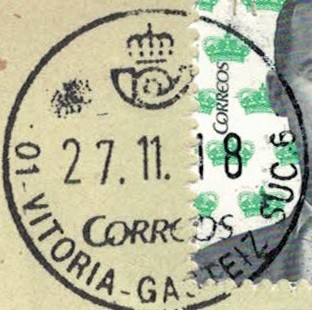 27.11.18
CORREOS
01-VITORIA-GASTEIZ SUC 6
CORREOS